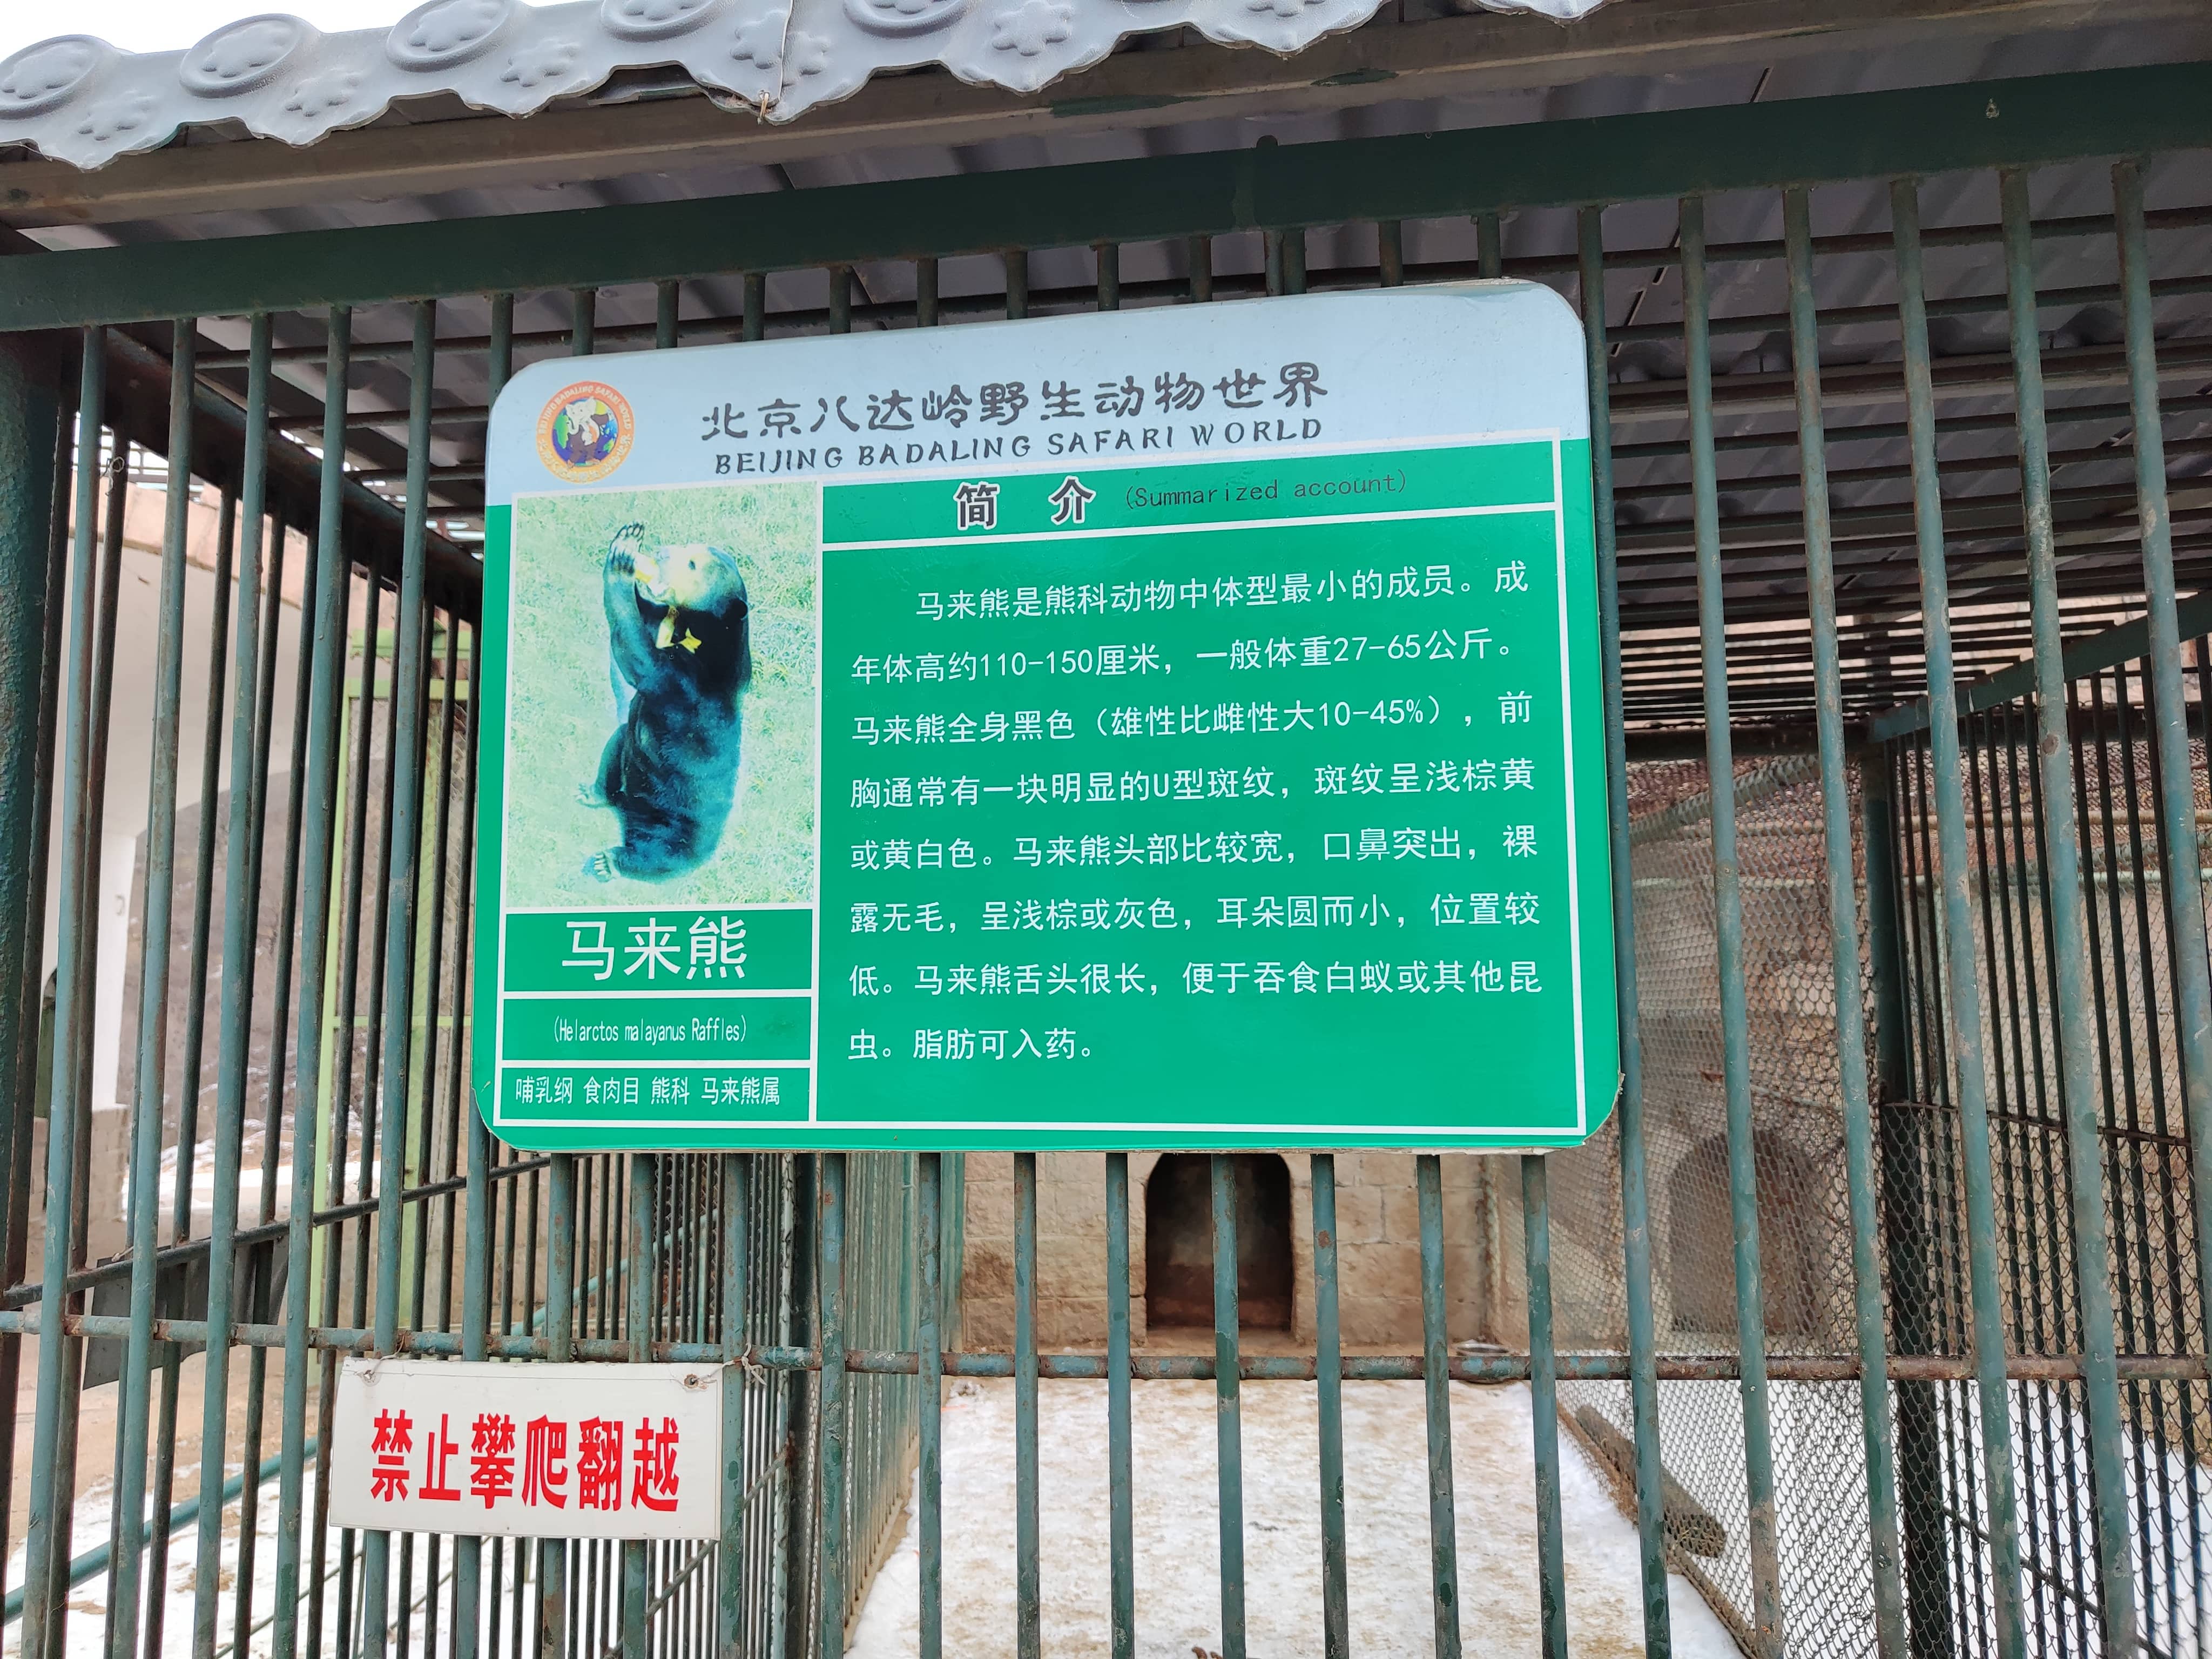 北京八达岭野生动物世界
BEIJING BADALING SAFARI WORLD
简 介 (Summarized account)
马来熊是熊科动物中体型最小的成员。成
年体高约110-150厘米，一般体重27-65公斤。
马来熊全身黑色（雄性比雌性大10-45%），前
胸通常有一块明显的U型斑纹，斑纹呈浅棕黄
或黄白色。马来熊头部比较宽，口鼻突出，裸
露无毛，呈浅棕或灰色，耳朵圆而小，位置较
低。马来熊舌头很长，便于吞食白蚁或其他昆
虫。脂肪可入药。
马来熊
(Helarctos malayanus Raffles)
哺乳纲 食肉目 熊科 马来熊属
禁止攀爬翻越